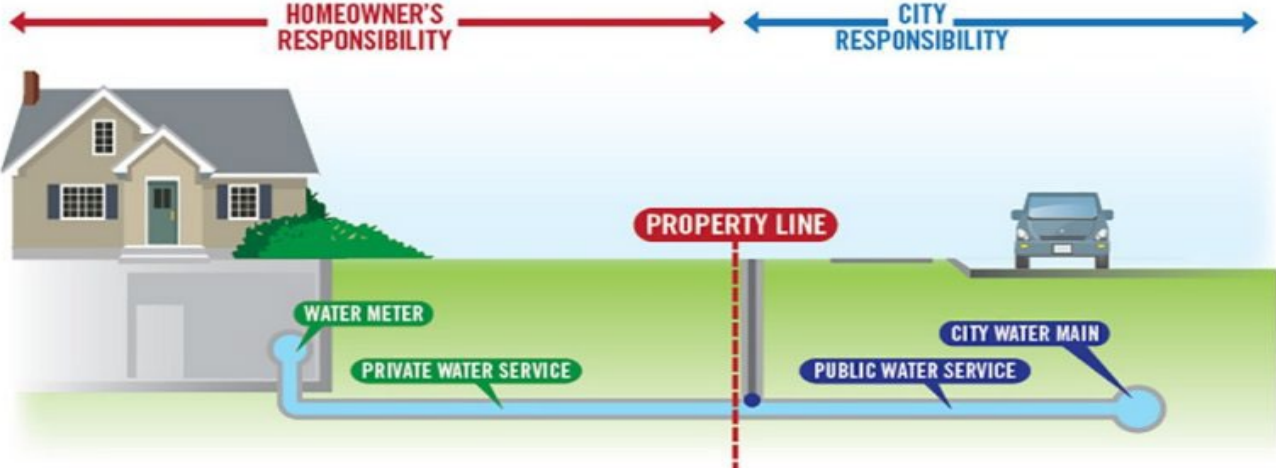 HOMEOWNER'S
RESPONSIBILITY
CITY
RESPONSIBILITY
PROPERTY LINE
WATER METER
CITY WATER MAIN
PRIVATE WATER SERVICE
PUBLIC WATER SERVICE